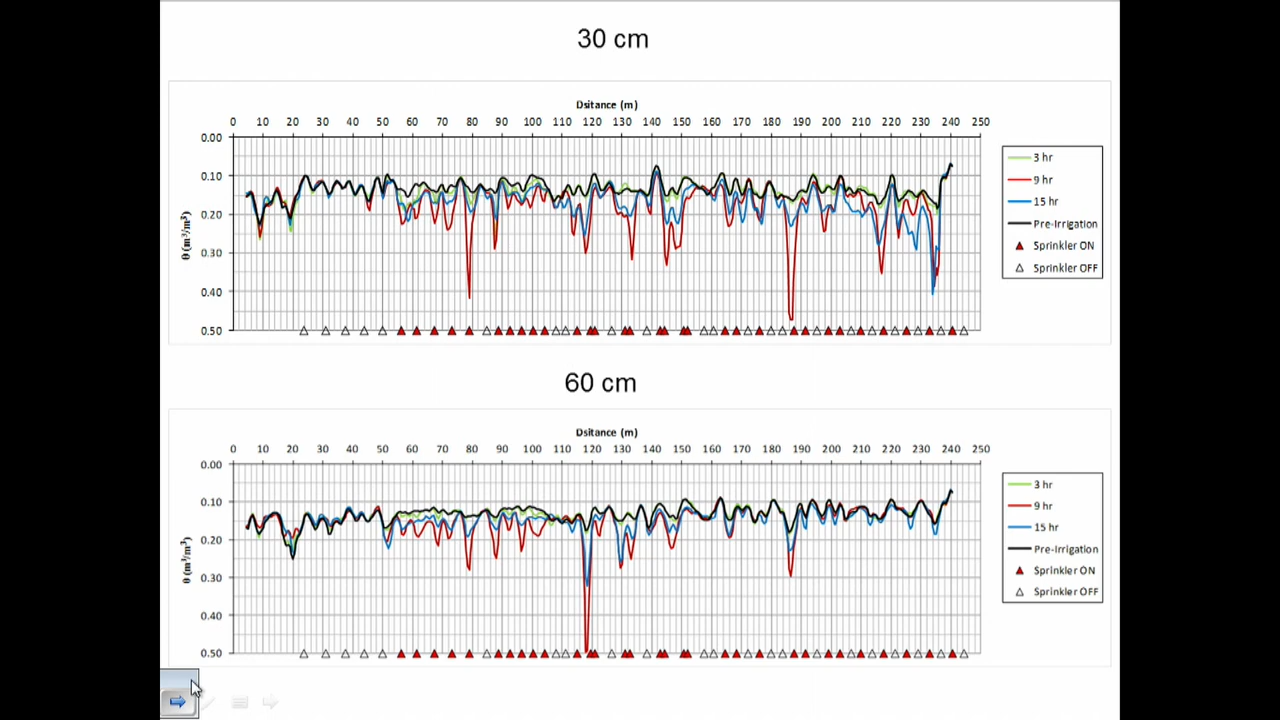 30 cm
Dsitance (m)
0 10 20 30 40 50 60 70 80 90 100 110 120 130 140 150 160 170 180 190 200 210 220 230 240 250
0.00
0.10
0.20
0.30
0.40
0.50
θ (m³/m³)
3 hr
9 hr
15 hr
Pre-Irrigation
Sprinkler ON
Sprinkler OFF
60 cm
Dsitance (m)
0 10 20 30 40 50 60 70 80 90 100 110 120 130 140 150 160 170 180 190 200 210 220 230 240 250
0.00
0.10
0.20
0.30
0.40
0.50
θ (m³/m³)
3 hr
9 hr
15 hr
Pre-Irrigation
Sprinkler ON
Sprinkler OFF